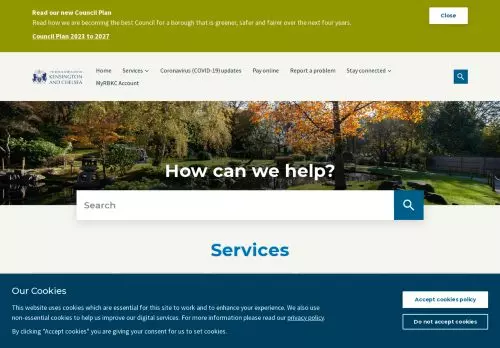 Read our new Council Plan
Read how we are becoming the best Council for a borough that is greener, safer and fairer over the next four years.
Close
Council Plan 2023 to 2027
KENSINGTON
AND CHELSEA
Home
Services
Coronavirus (COVID-19) updates
Pay online
Report a problem
Stay connected
MyRBKC Account
How can we help?
Search
Services
Our Cookies
This website uses cookies which are essential for this site to work and to enhance your experience. We also use
non-essential cookies to help us improve our digital services. For more information please read our privacy policy.
By clicking "Accept cookies" you are giving your consent for us to set cookies.
Accept cookies policy
Do not accept cookies